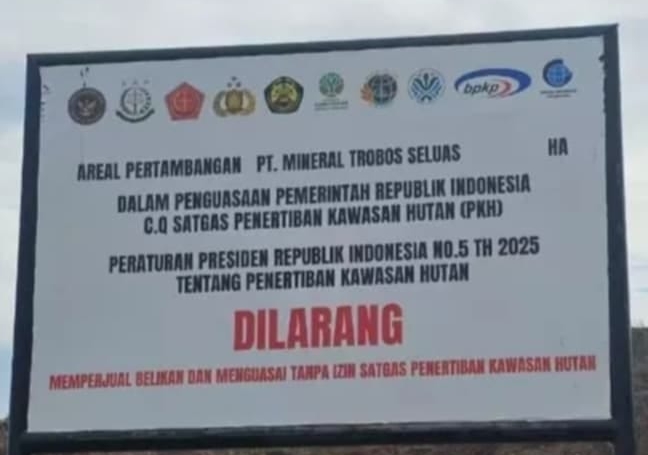 bpkp
AREAL PERTAMBANGAN PT. MINERAL TROBOS SELUAS HA
DALAM PENGUASAAN PEMERINTAH REPUBLIK INDONESIA
C.Q SATGAS PENERTIBAN KAWASAN HUTAN (PKH)
PERATURAN PRESIDEN REPUBLIK INDONESIA NO.5 TH 2025
TENTANG PENERTIBAN KAWASAN HUTAN
DILARANG
MEMPERJUAL BELIKAN DAN MENGUASAI TANPA IZIN SATGAS PENERTIBAN KAWASAN HUTAN